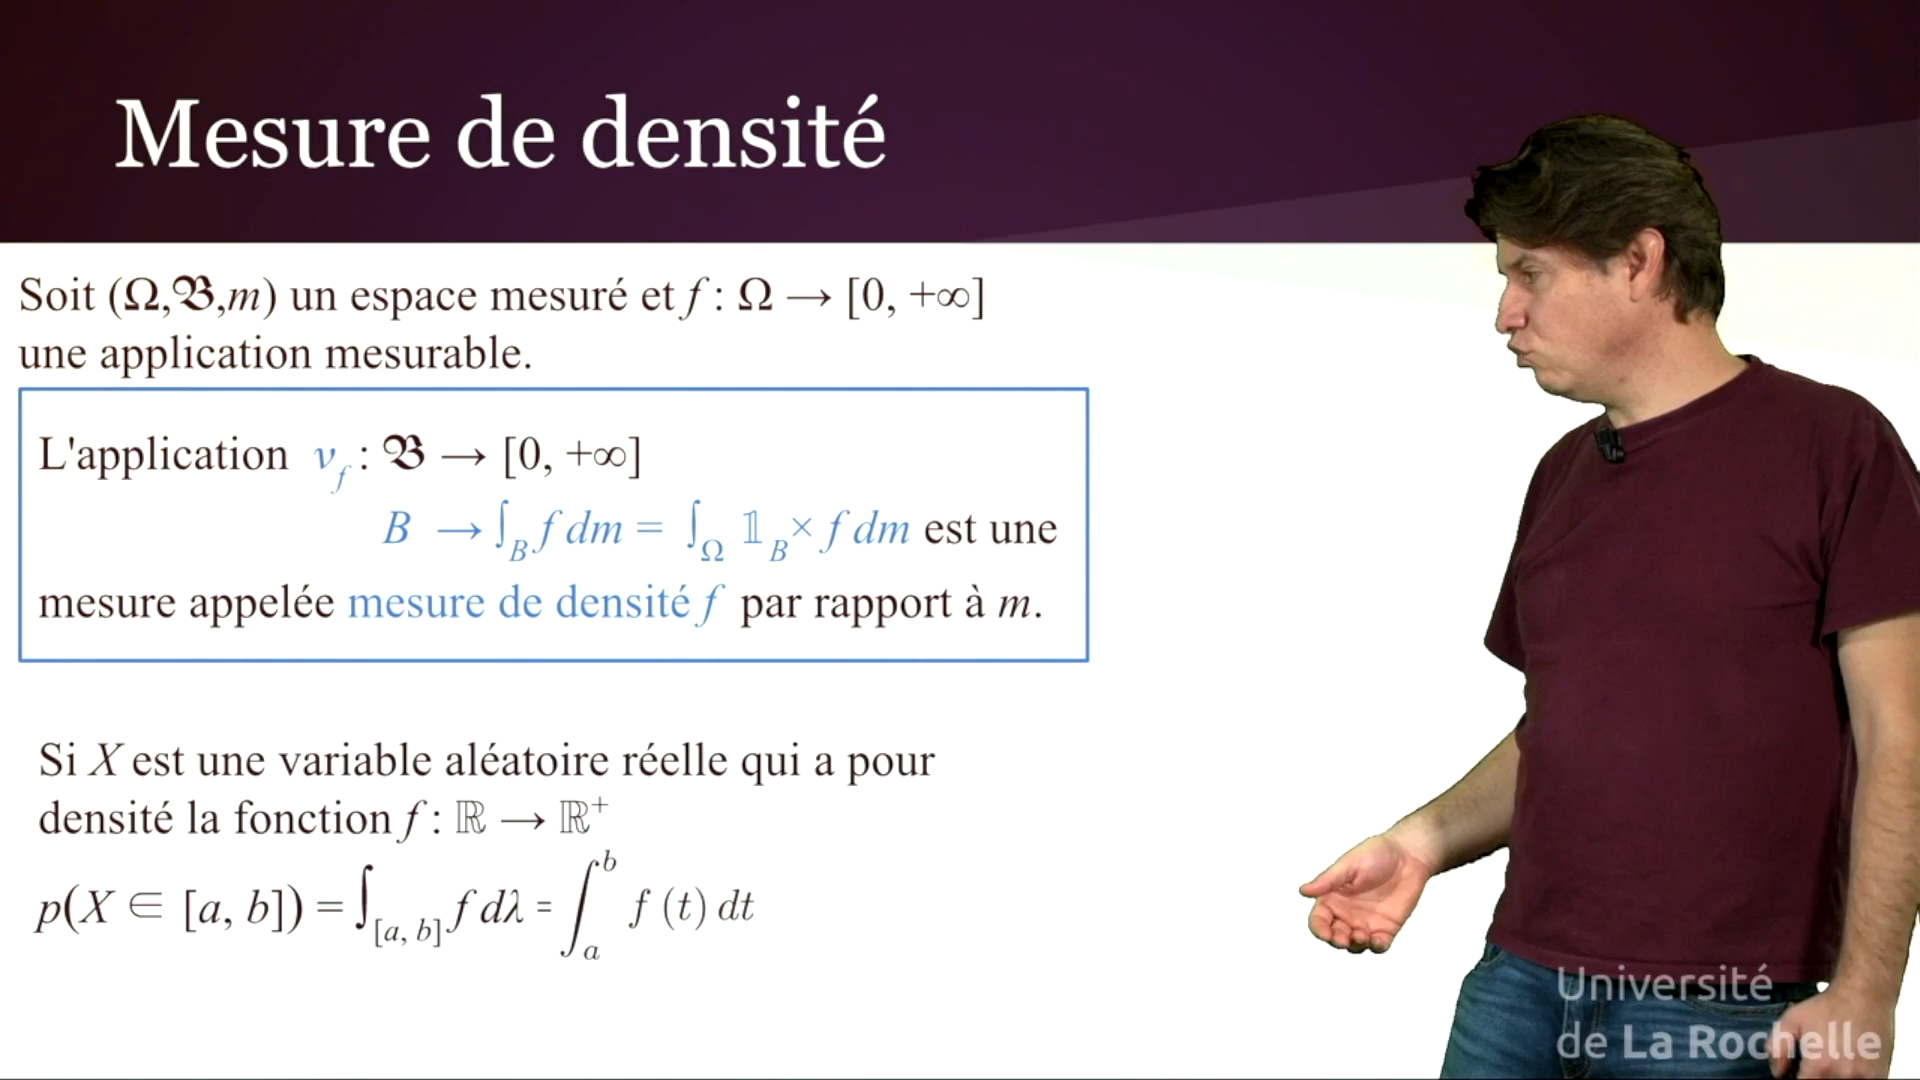 Mesure de densité
Soit (Ω,𝔅,m) un espace mesuré et f : Ω → [0, +∞]
une application mesurable.
L'application ν_f : 𝔅 → [0, +∞]
B → ∫_B f dm = ∫_Ω 𝟙_B × f dm est une
mesure appelée mesure de densité f par rapport à m.
Si X est une variable aléatoire réelle qui a pour
densité la fonction f : ℝ → ℝ⁺
p(X ∈ [a, b]) = ∫_[a, b] f dλ = ∫_a^b f (t) dt
Université
de La Rochelle